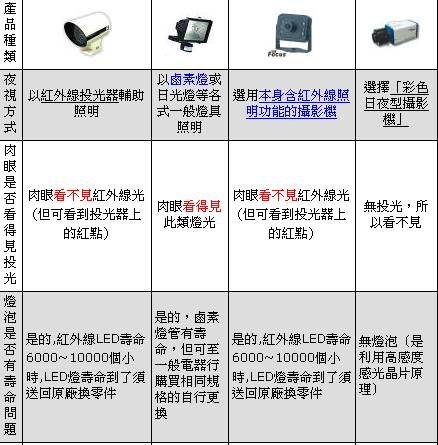 產品種類
Focus
夜視方式
以紅外線投光器輔助
照明
以鹵素燈或
日光燈等各
式一般燈具
照明
選用本身含紅外線照
明功能的攝影機
選擇「彩色
日夜型攝影
機」
肉眼是否看得見投光
肉眼看不見紅外線光
(但可看到投光器上
的紅點)
肉眼看得見
此類燈光
肉眼看不見紅外線光
(但可看到投光器上
的紅點)
無投光，所
以看不見
燈泡是否有壽命問題
是的,紅外線LED壽命
6000~10000個小
時,LED燈壽命到了須
送回原廠換零件
是的，鹵素
燈管有壽
命，但可至
一般電器行
購買相同規
格的自行更
換
是的,紅外線LED壽命
6000~10000個小
時,LED燈壽命到了須
送回原廠換零件
無燈泡（是
利用高感度
感光晶片原
理）